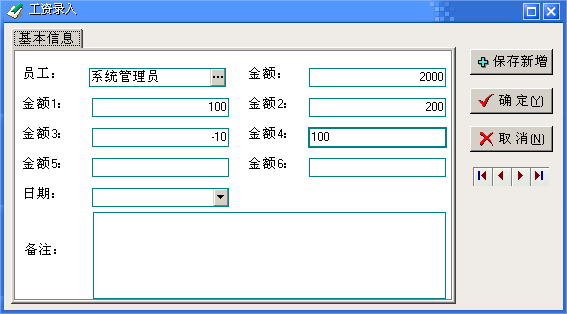 工资录入
基本信息
员工： 系统管理员 ... 金额： 2000
金额1： 100 金额2： 200
金额3： -10 金额4： 100
金额5： 金额6：
日期：
备注：
保存新增
确 定(Y)
取 消(N)